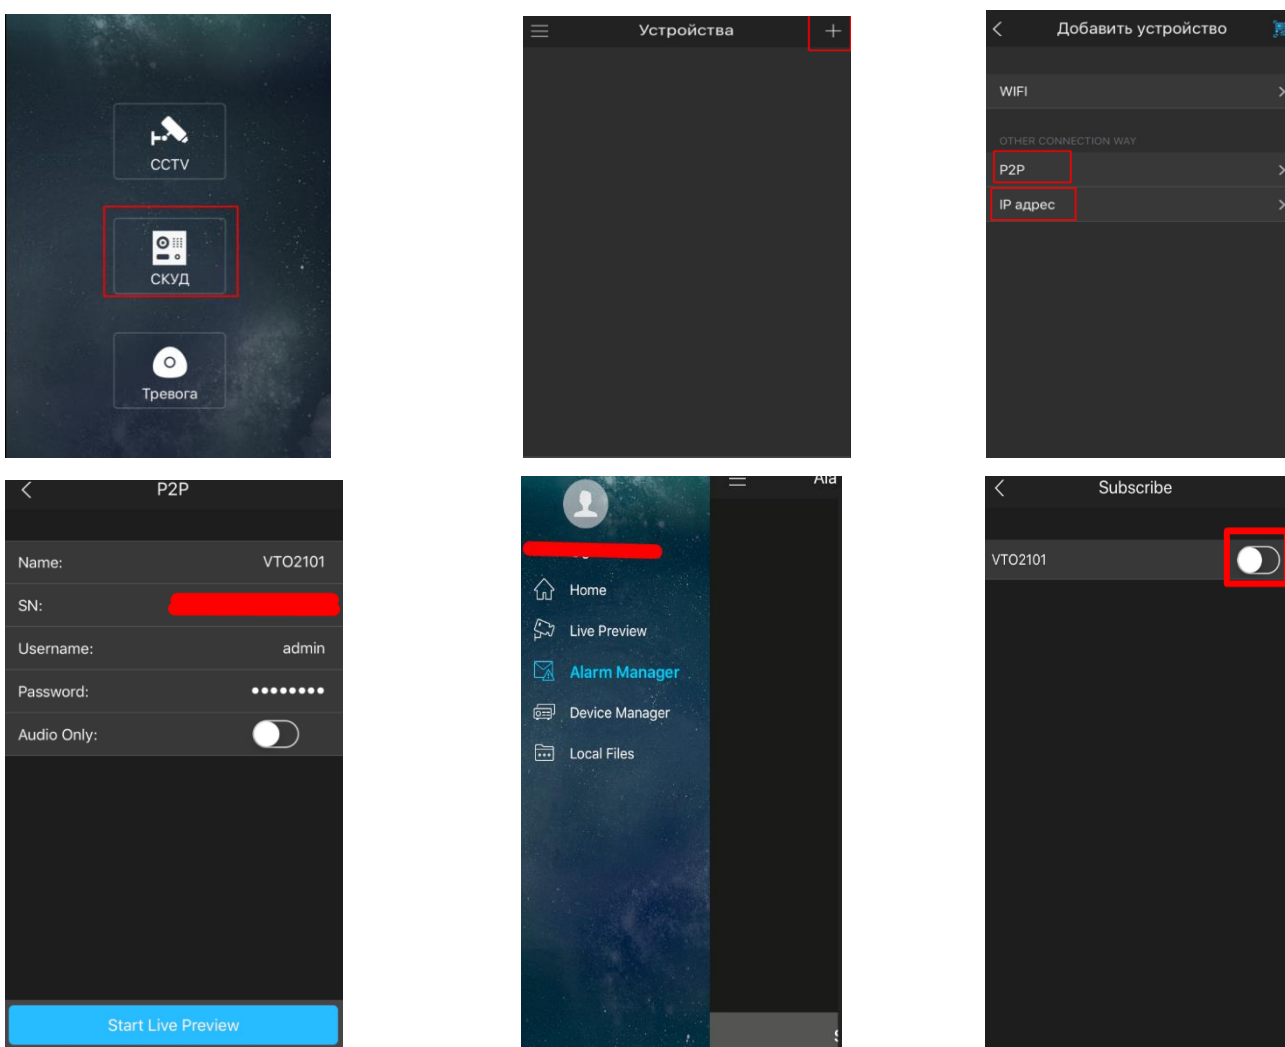 CCTV
СКУД
Тревога
Устройства
Добавить устройство
WIFI
OTHER CONNECTION WAY
P2P
IP адрес
P2P
Name: VTO2101
SN:
Username: admin
Password: ••••••••
Audio Only:
Start Live Preview
Home
Live Preview
Alarm Manager
Device Manager
Local Files
Ala
Subscribe
VTO2101